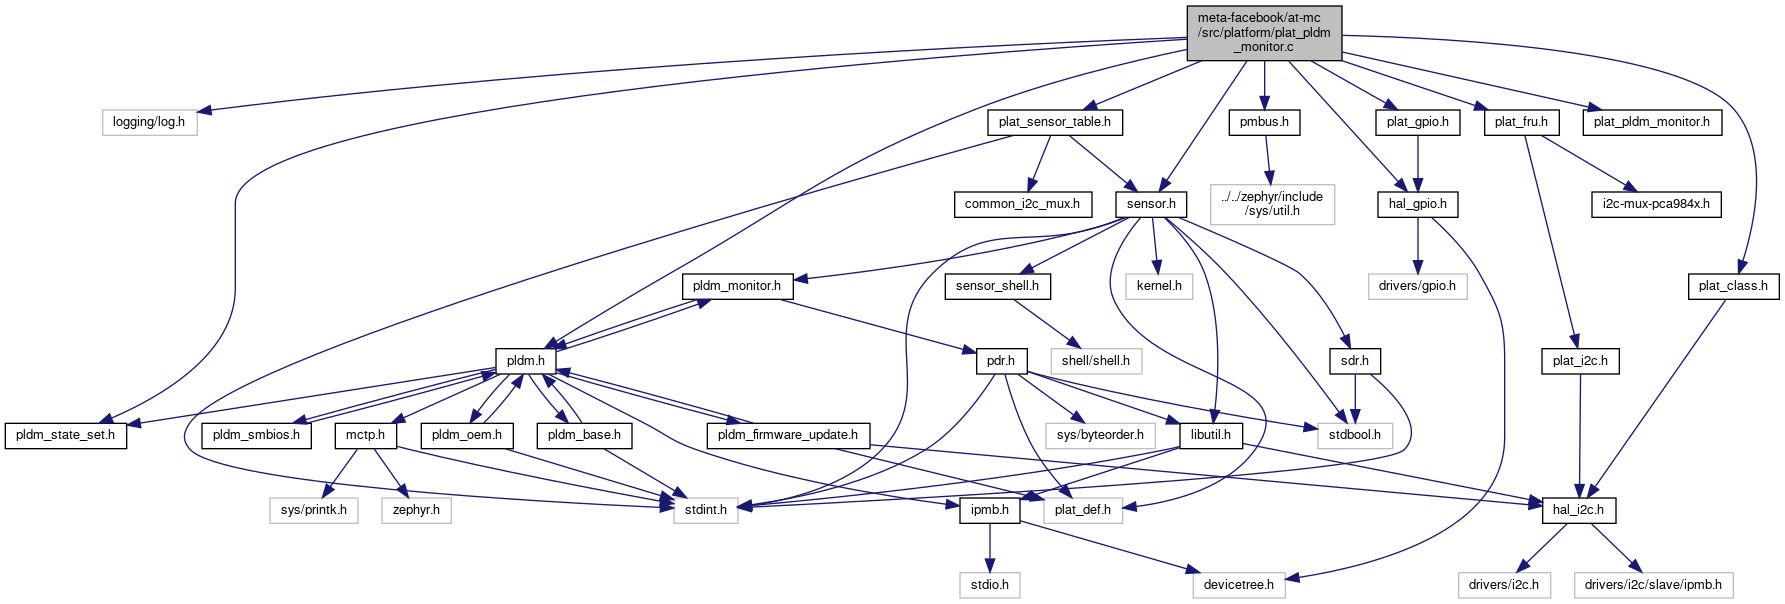 meta-facebook/at-mc
/src/platform/plat_pldm
_monitor.c
logging/log.h
plat_sensor_table.h
pmbus.h
plat_gpio.h
plat_fru.h
plat_pldm_monitor.h
common_i2c_mux.h
sensor.h
../../zephyr/include
/sys/util.h
hal_gpio.h
i2c-mux-pca984x.h
pldm_monitor.h
sensor_shell.h
kernel.h
drivers/gpio.h
plat_class.h
pldm.h
pdr.h
shell/shell.h
sdr.h
plat_i2c.h
pldm_state_set.h
pldm_smbios.h
mctp.h
pldm_oem.h
pldm_base.h
pldm_firmware_update.h
sys/byteorder.h
libutil.h
stdbool.h
sys/printk.h
zephyr.h
stdint.h
ipmb.h
plat_def.h
hal_i2c.h
stdio.h
devicetree.h
drivers/i2c.h
drivers/i2c/slave/ipmb.h